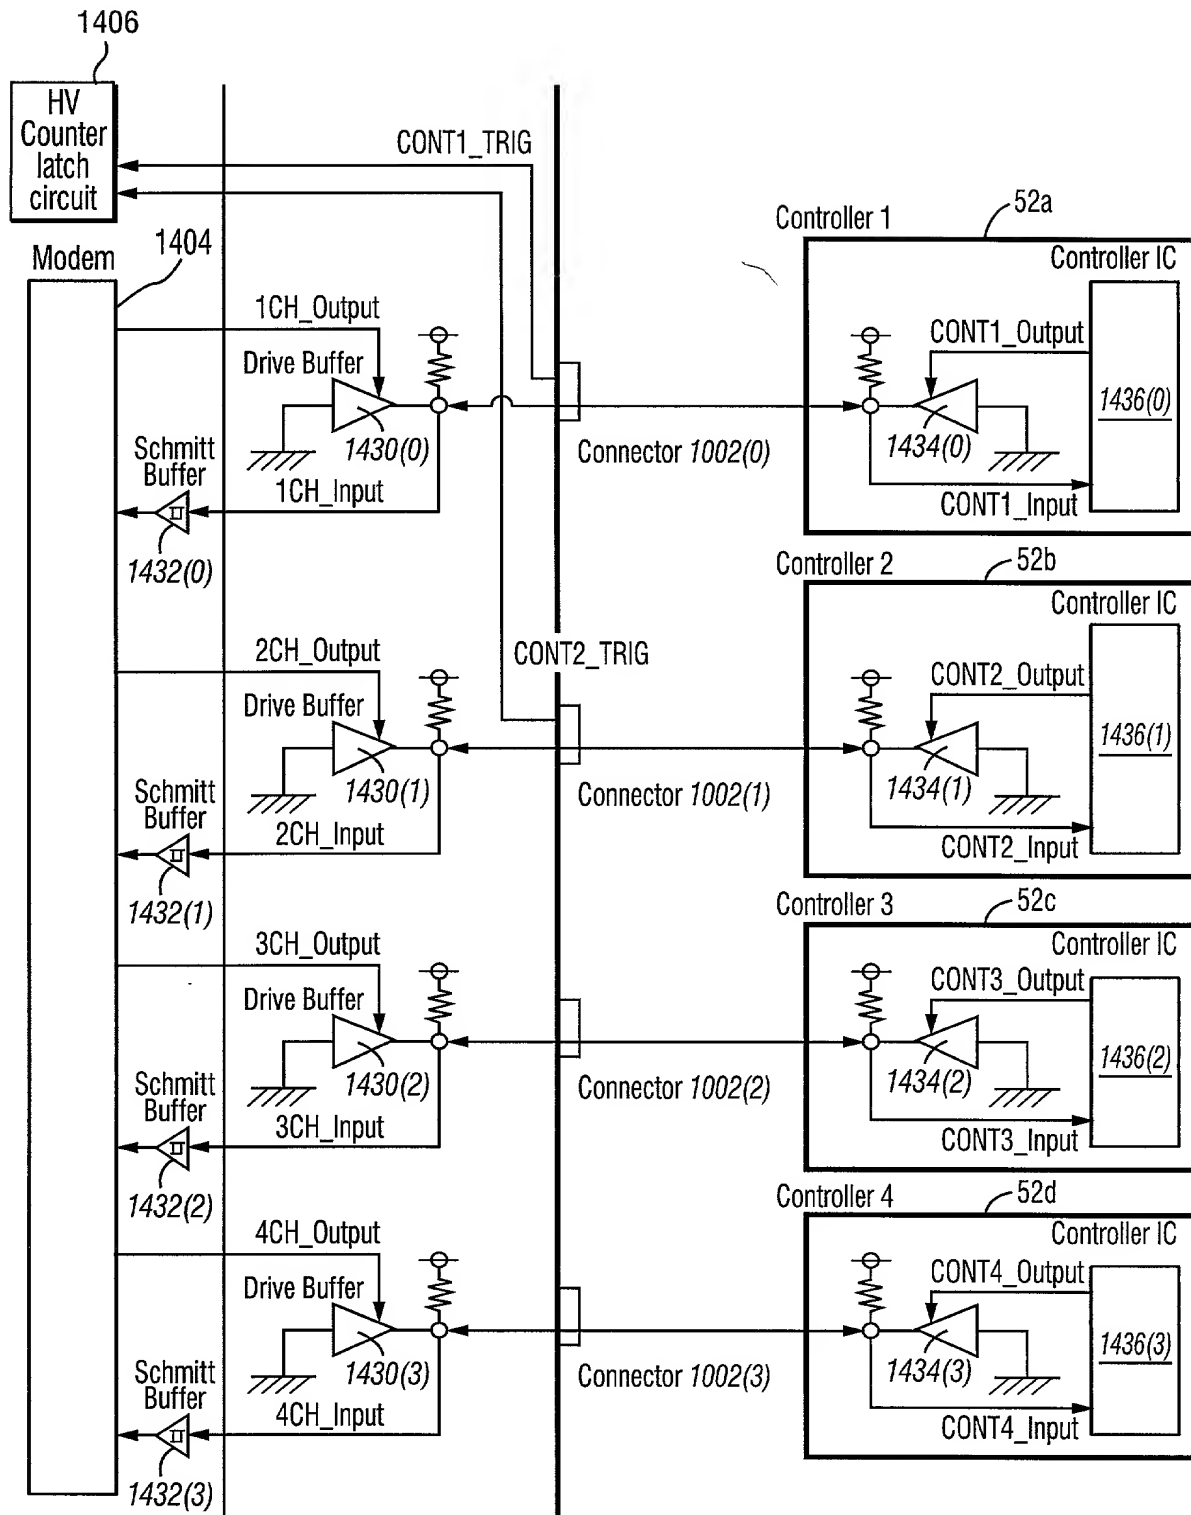 1406
HV
Counter
latch
circuit
CONT1_TRIG
Modem
1404
1CH_Output
Drive Buffer
1430(0)
Schmitt
Buffer
1CH_Input
1432(0)
Connector 1002(0)
Controller 1
52a
Controller IC
CONT1_Output
1436(0)
1434(0)
CONT1_Input
CONT2_TRIG
2CH_Output
Drive Buffer
1430(1)
Schmitt
Buffer
2CH_Input
1432(1)
Connector 1002(1)
Controller 2
52b
Controller IC
CONT2_Output
1436(1)
1434(1)
CONT2_Input
3CH_Output
Drive Buffer
1430(2)
Schmitt
Buffer
3CH_Input
1432(2)
Connector 1002(2)
Controller 3
52c
Controller IC
CONT3_Output
1436(2)
1434(2)
CONT3_Input
4CH_Output
Drive Buffer
1430(3)
Schmitt
Buffer
4CH_Input
1432(3)
Connector 1002(3)
Controller 4
52d
Controller IC
CONT4_Output
1436(3)
1434(3)
CONT4_Input